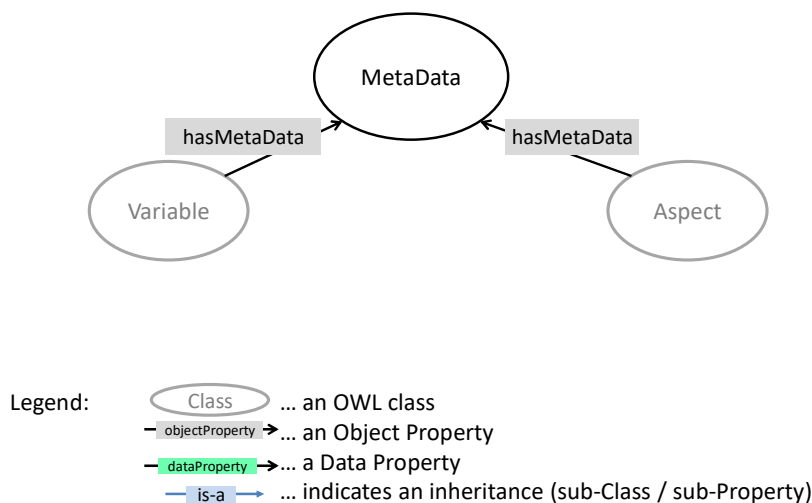 MetaData
hasMetaData
hasMetaData
Variable
Aspect
Legend:
Class
... an OWL class
objectProperty
... an Object Property
dataProperty
... a Data Property
is-a
... indicates an inheritance (sub-Class / sub-Property)